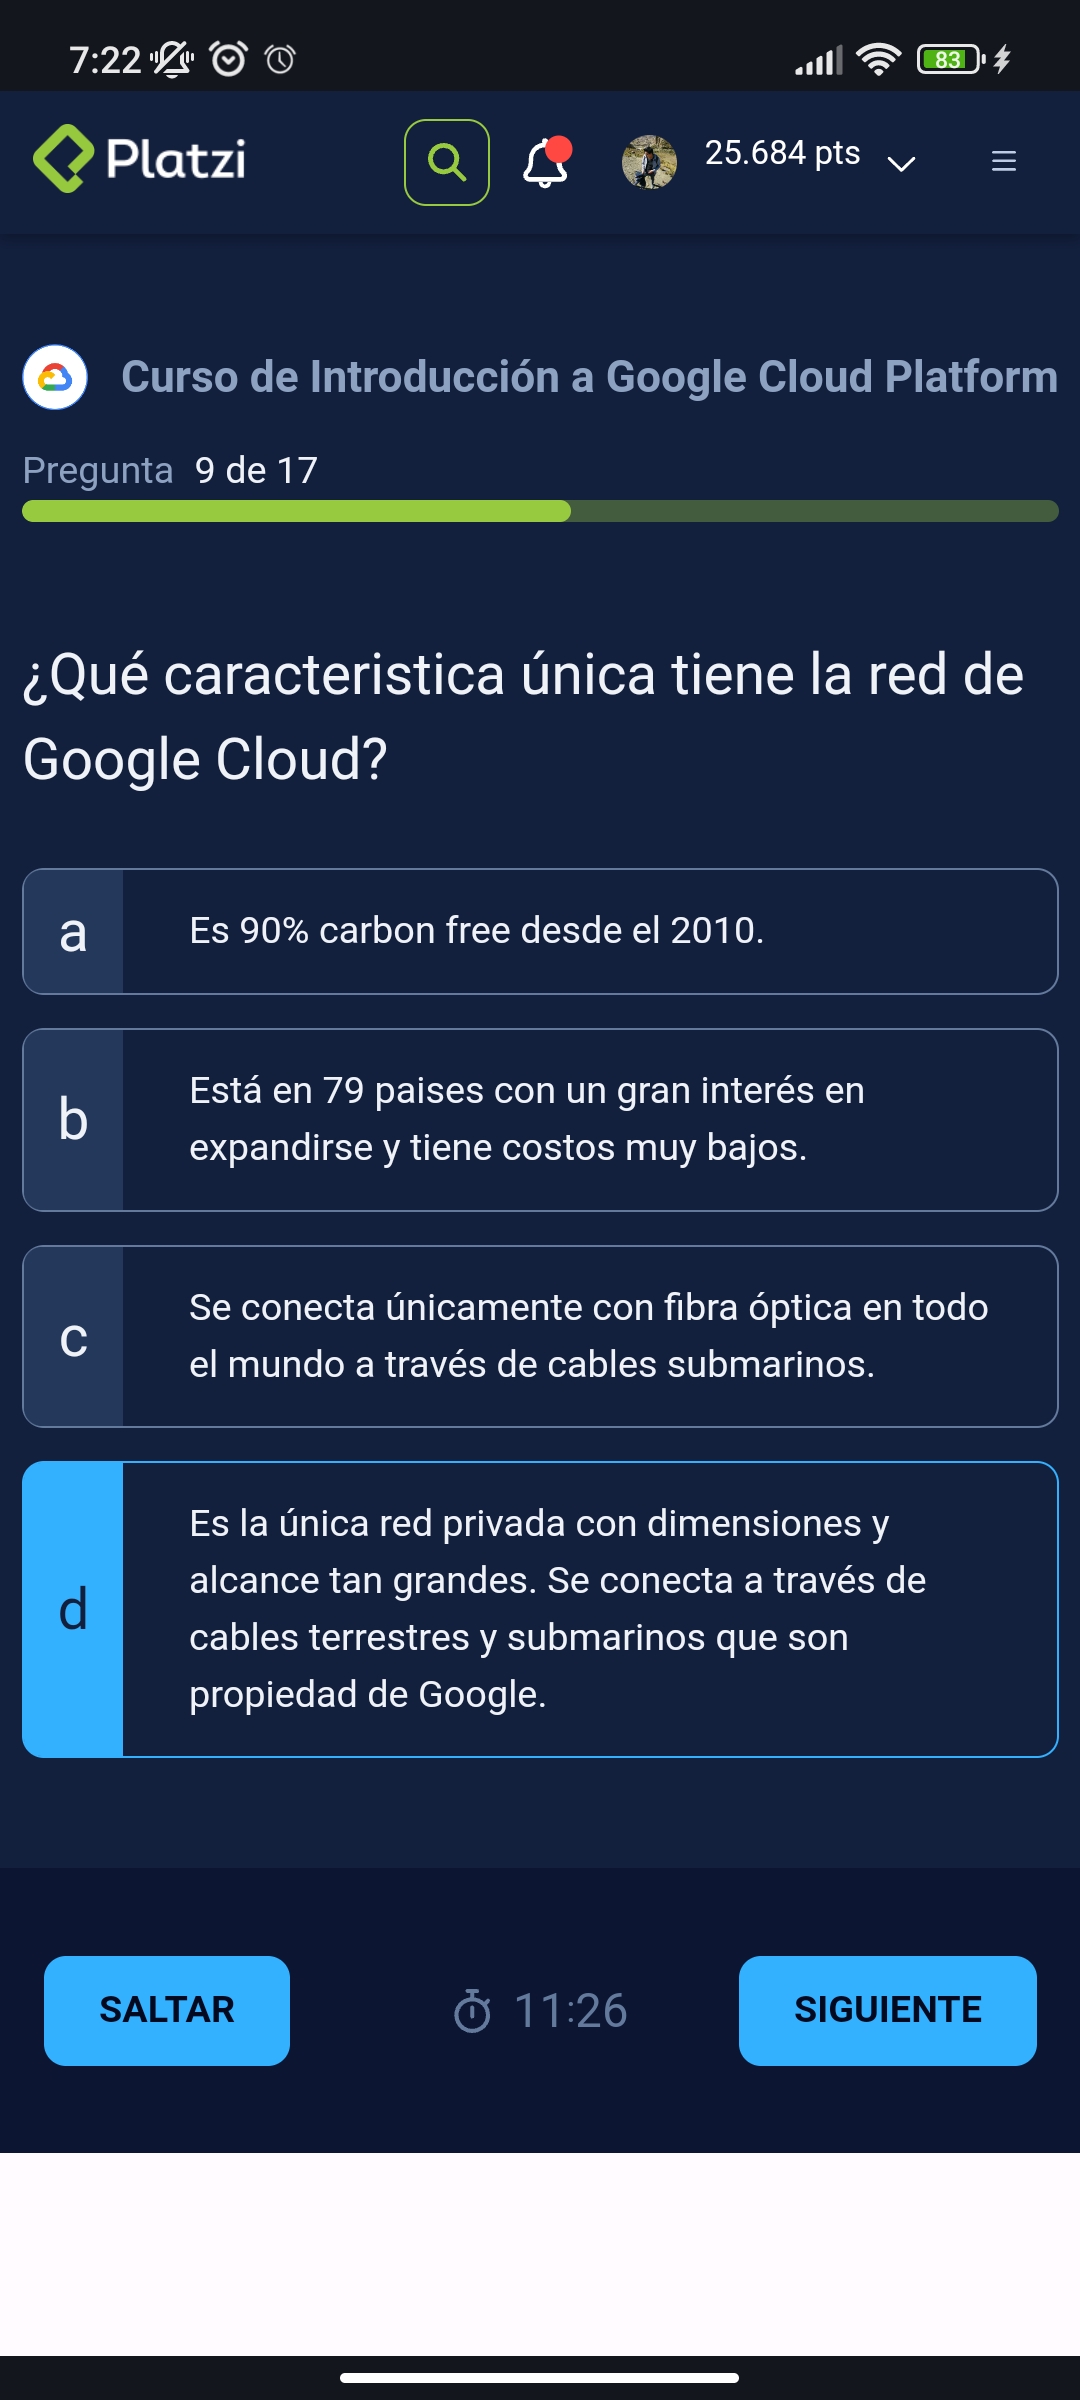 7:22
83
Platzi
25.684 pts
Curso de Introducción a Google Cloud Platform
Pregunta 9 de 17
¿Qué caracteristica única tiene la red de
Google Cloud?
a
Es 90% carbon free desde el 2010.
b
Está en 79 paises con un gran interés en
expandirse y tiene costos muy bajos.
c
Se conecta únicamente con fibra óptica en todo
el mundo a través de cables submarinos.
d
Es la única red privada con dimensiones y
alcance tan grandes. Se conecta a través de
cables terrestres y submarinos que son
propiedad de Google.
SALTAR
11:26
SIGUIENTE